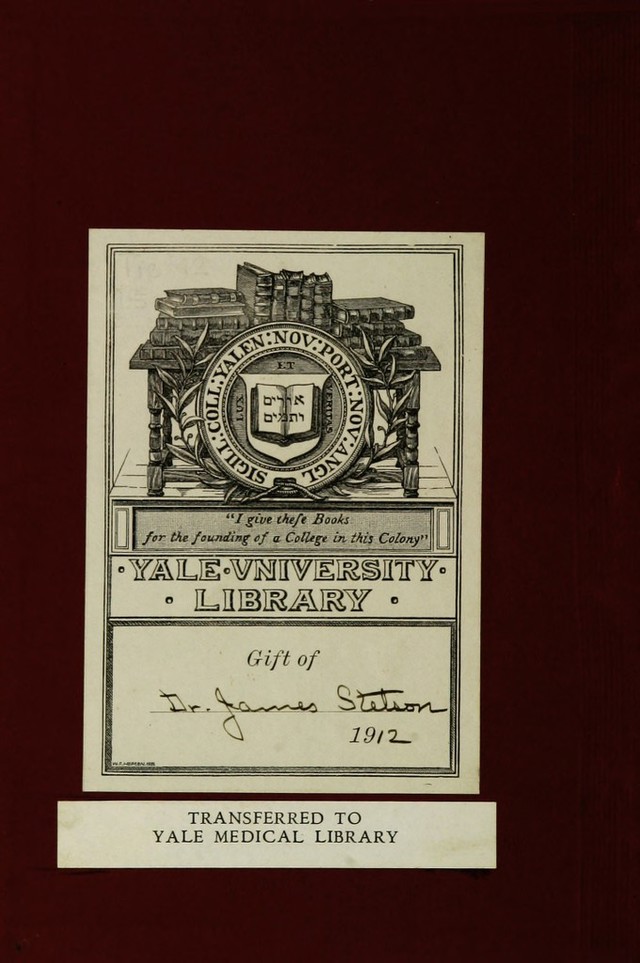 SIGILL:COLL:YALEN:NOV:PORT:NOV:ANGL
LUX
ET
VERITAS
אורים
ותמים
"I give theſe Books
for the founding of a College in this Colony"
·YALE·VNIVERSITY·
· LIBRARY ·
Gift of
Dr. James Stetson
1912
TRANSFERRED TO
YALE MEDICAL LIBRARY